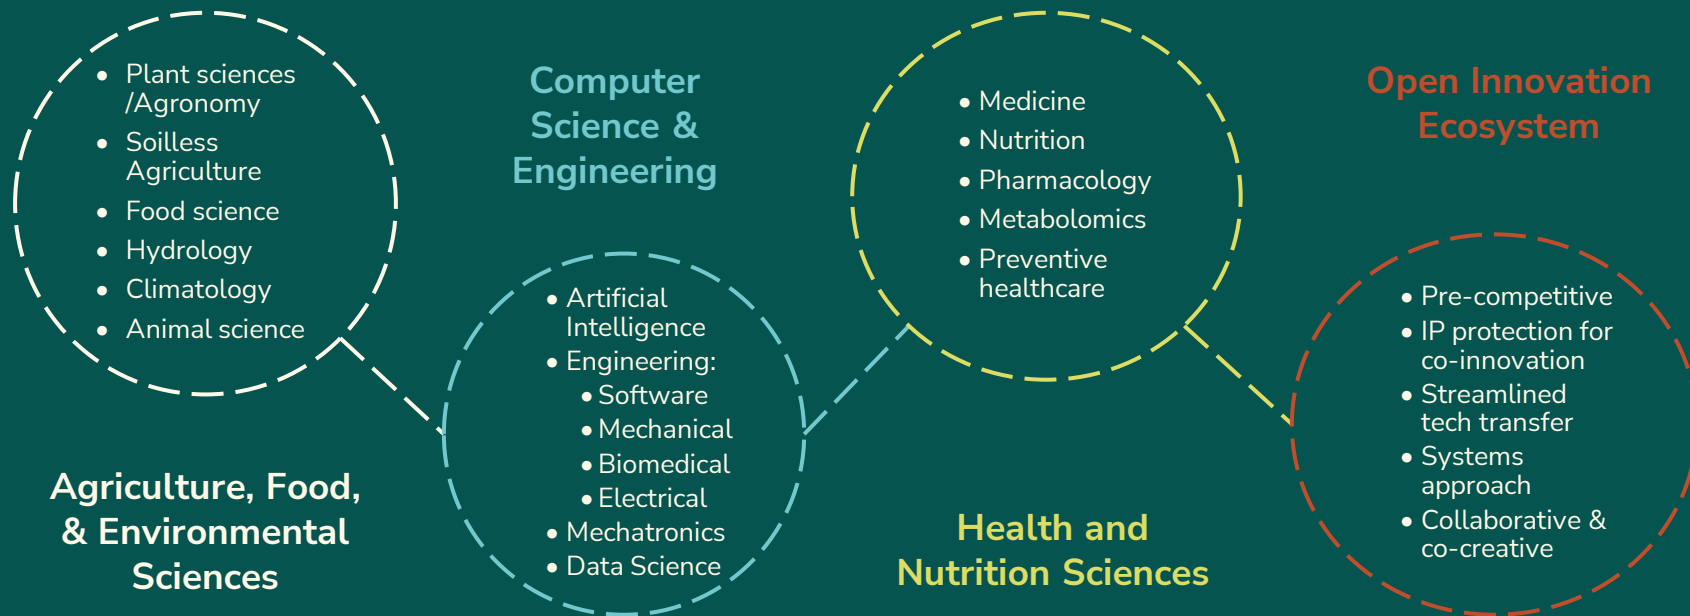 ● Plant sciences
/Agronomy
● Soilless
Agriculture
● Food science
● Hydrology
● Climatology
● Animal science
Agriculture, Food,
& Environmental
Sciences
Computer
Science &
Engineering
● Artificial
Intelligence
● Engineering:
● Software
● Mechanical
● Biomedical
● Electrical
● Mechatronics
● Data Science
● Medicine
● Nutrition
● Pharmacology
● Metabolomics
● Preventive
healthcare
Health and
Nutrition Sciences
Open Innovation
Ecosystem
● Pre-competitive
● IP protection for
co-innovation
● Streamlined
tech transfer
● Systems
approach
● Collaborative &
co-creative